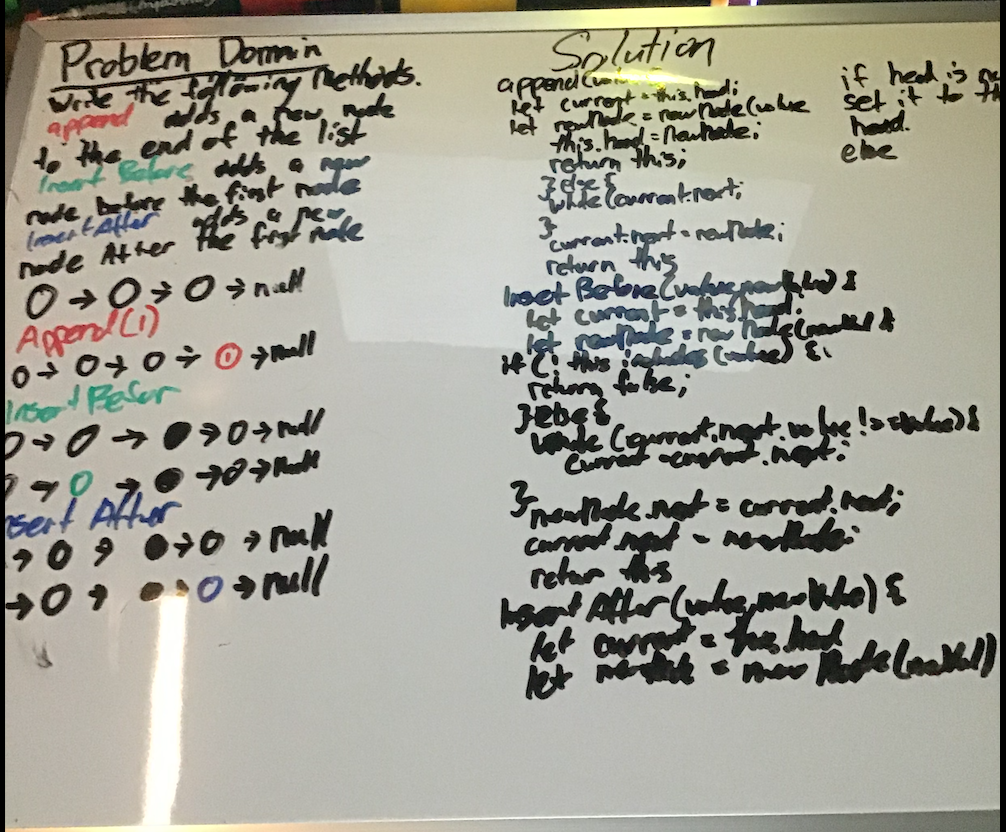 Problem Domain
write the following Methods.
append adds a new node
to the end of the list
Insert Before adds a new
node before the first node
Insert After adds a new
node After the first node
O → O → O → null
Append(1)
O → O → O → 1 → null
Insert Befor
O → O → ● → O → null
→ O → ● → O → null
nsert After
→ O → ● → O → null
→ O → ● → O → null
Solution
append(value)
let current = this.head;
let newNode = new Node(value
this.head = NewNode;
return this;
}else{
while (current.next;
}
current.next = newNode;
return this
Insert Before(value, newValue) {
let current = this.head;
let newNode = new Node(newVal)
if (! this includes (value) {
return false;
}else{
while (current.next.value !== value){
current = current.next;
}
newNode.next = current.next;
current.next = newNode;
return this
Insert After (value, newValue) {
let current = this.head
let newNode = new Node(newVal)
if head is
set it to
head.
else